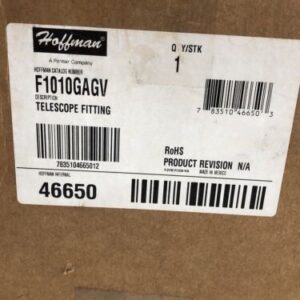 Hoffman
A Pentair Company
HOFFMAN CATALOG NUMBER
F1010GAGV
DESCRIPTION
TELESCOPE FITTING
Q Y/STK
1
7 83510 46650 3
7835104665012
HOFFMAN INTERNAL
46650
RoHS
PRODUCT REVISION N/A
MADE IN MEXICO